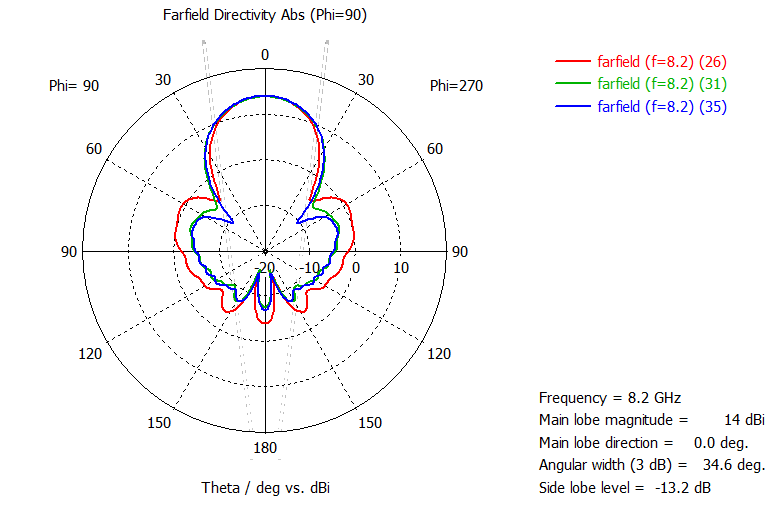 Farfield Directivity Abs (Phi=90)
0
Phi= 90
30
30
Phi=270
60
60
90
90
-20
-10
0
10
120
120
150
150
180
Theta / deg vs. dBi
farfield (f=8.2) (26)
farfield (f=8.2) (31)
farfield (f=8.2) (35)
Frequency = 8.2 GHz
Main lobe magnitude = 14 dBi
Main lobe direction = 0.0 deg.
Angular width (3 dB) = 34.6 deg.
Side lobe level = -13.2 dB